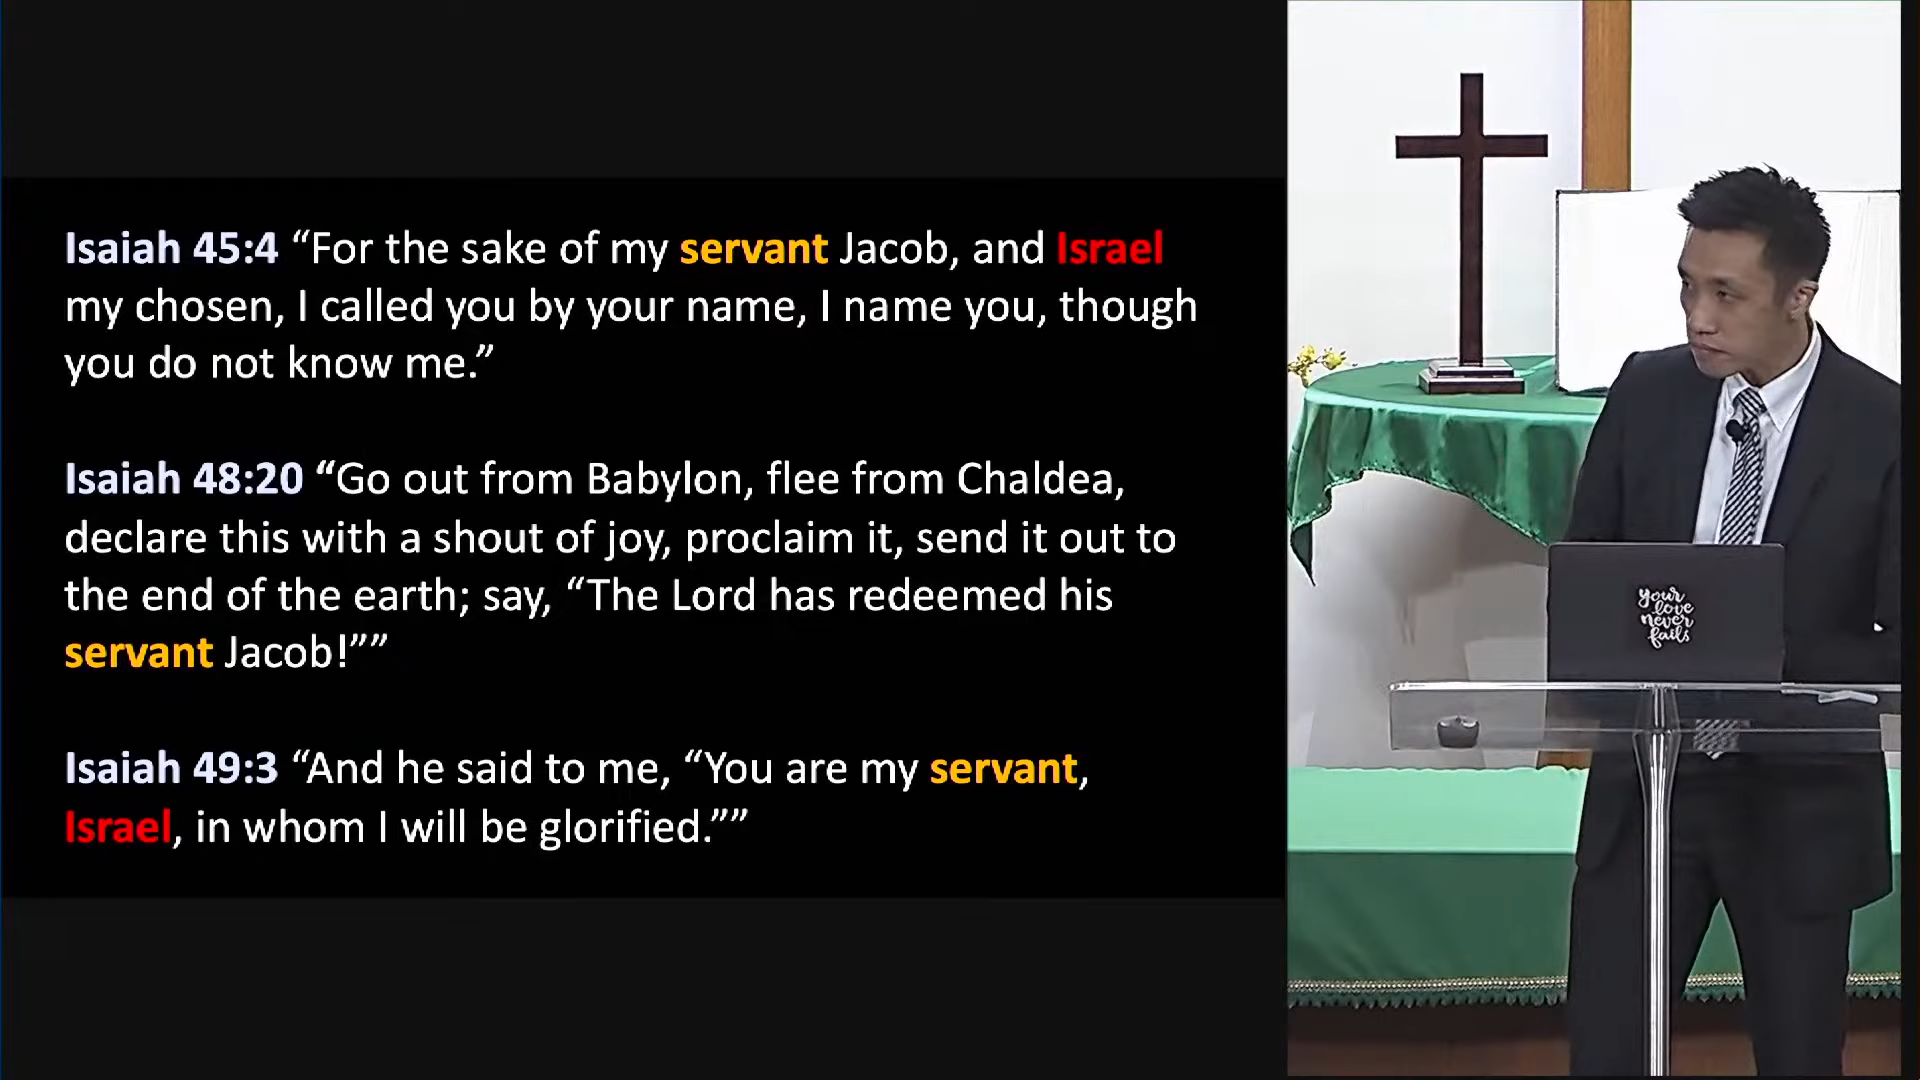 Isaiah 45:4 “For the sake of my servant Jacob, and Israel
my chosen, I called you by your name, I name you, though
you do not know me.”
Isaiah 48:20 “Go out from Babylon, flee from Chaldea,
declare this with a shout of joy, proclaim it, send it out to
the end of the earth; say, “The Lord has redeemed his
servant Jacob!””
Isaiah 49:3 “And he said to me, “You are my servant,
Israel, in whom I will be glorified.””
your
love
never
fails